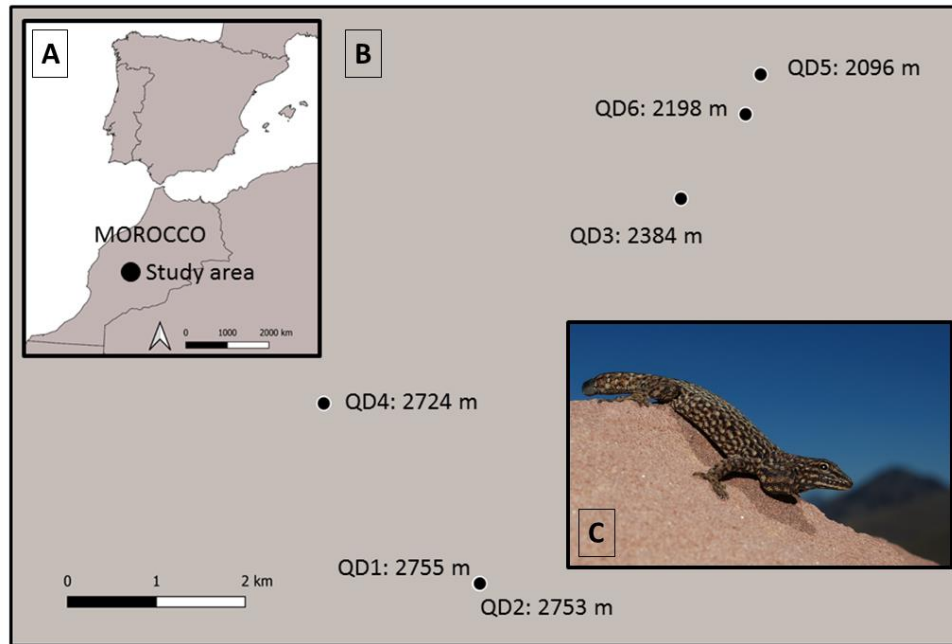 A
MOROCCO
Study area
0 1000 2000 km
B
QD5: 2096 m
QD6: 2198 m
QD3: 2384 m
QD4: 2724 m
QD1: 2755 m
QD2: 2753 m
0 1 2 km
C